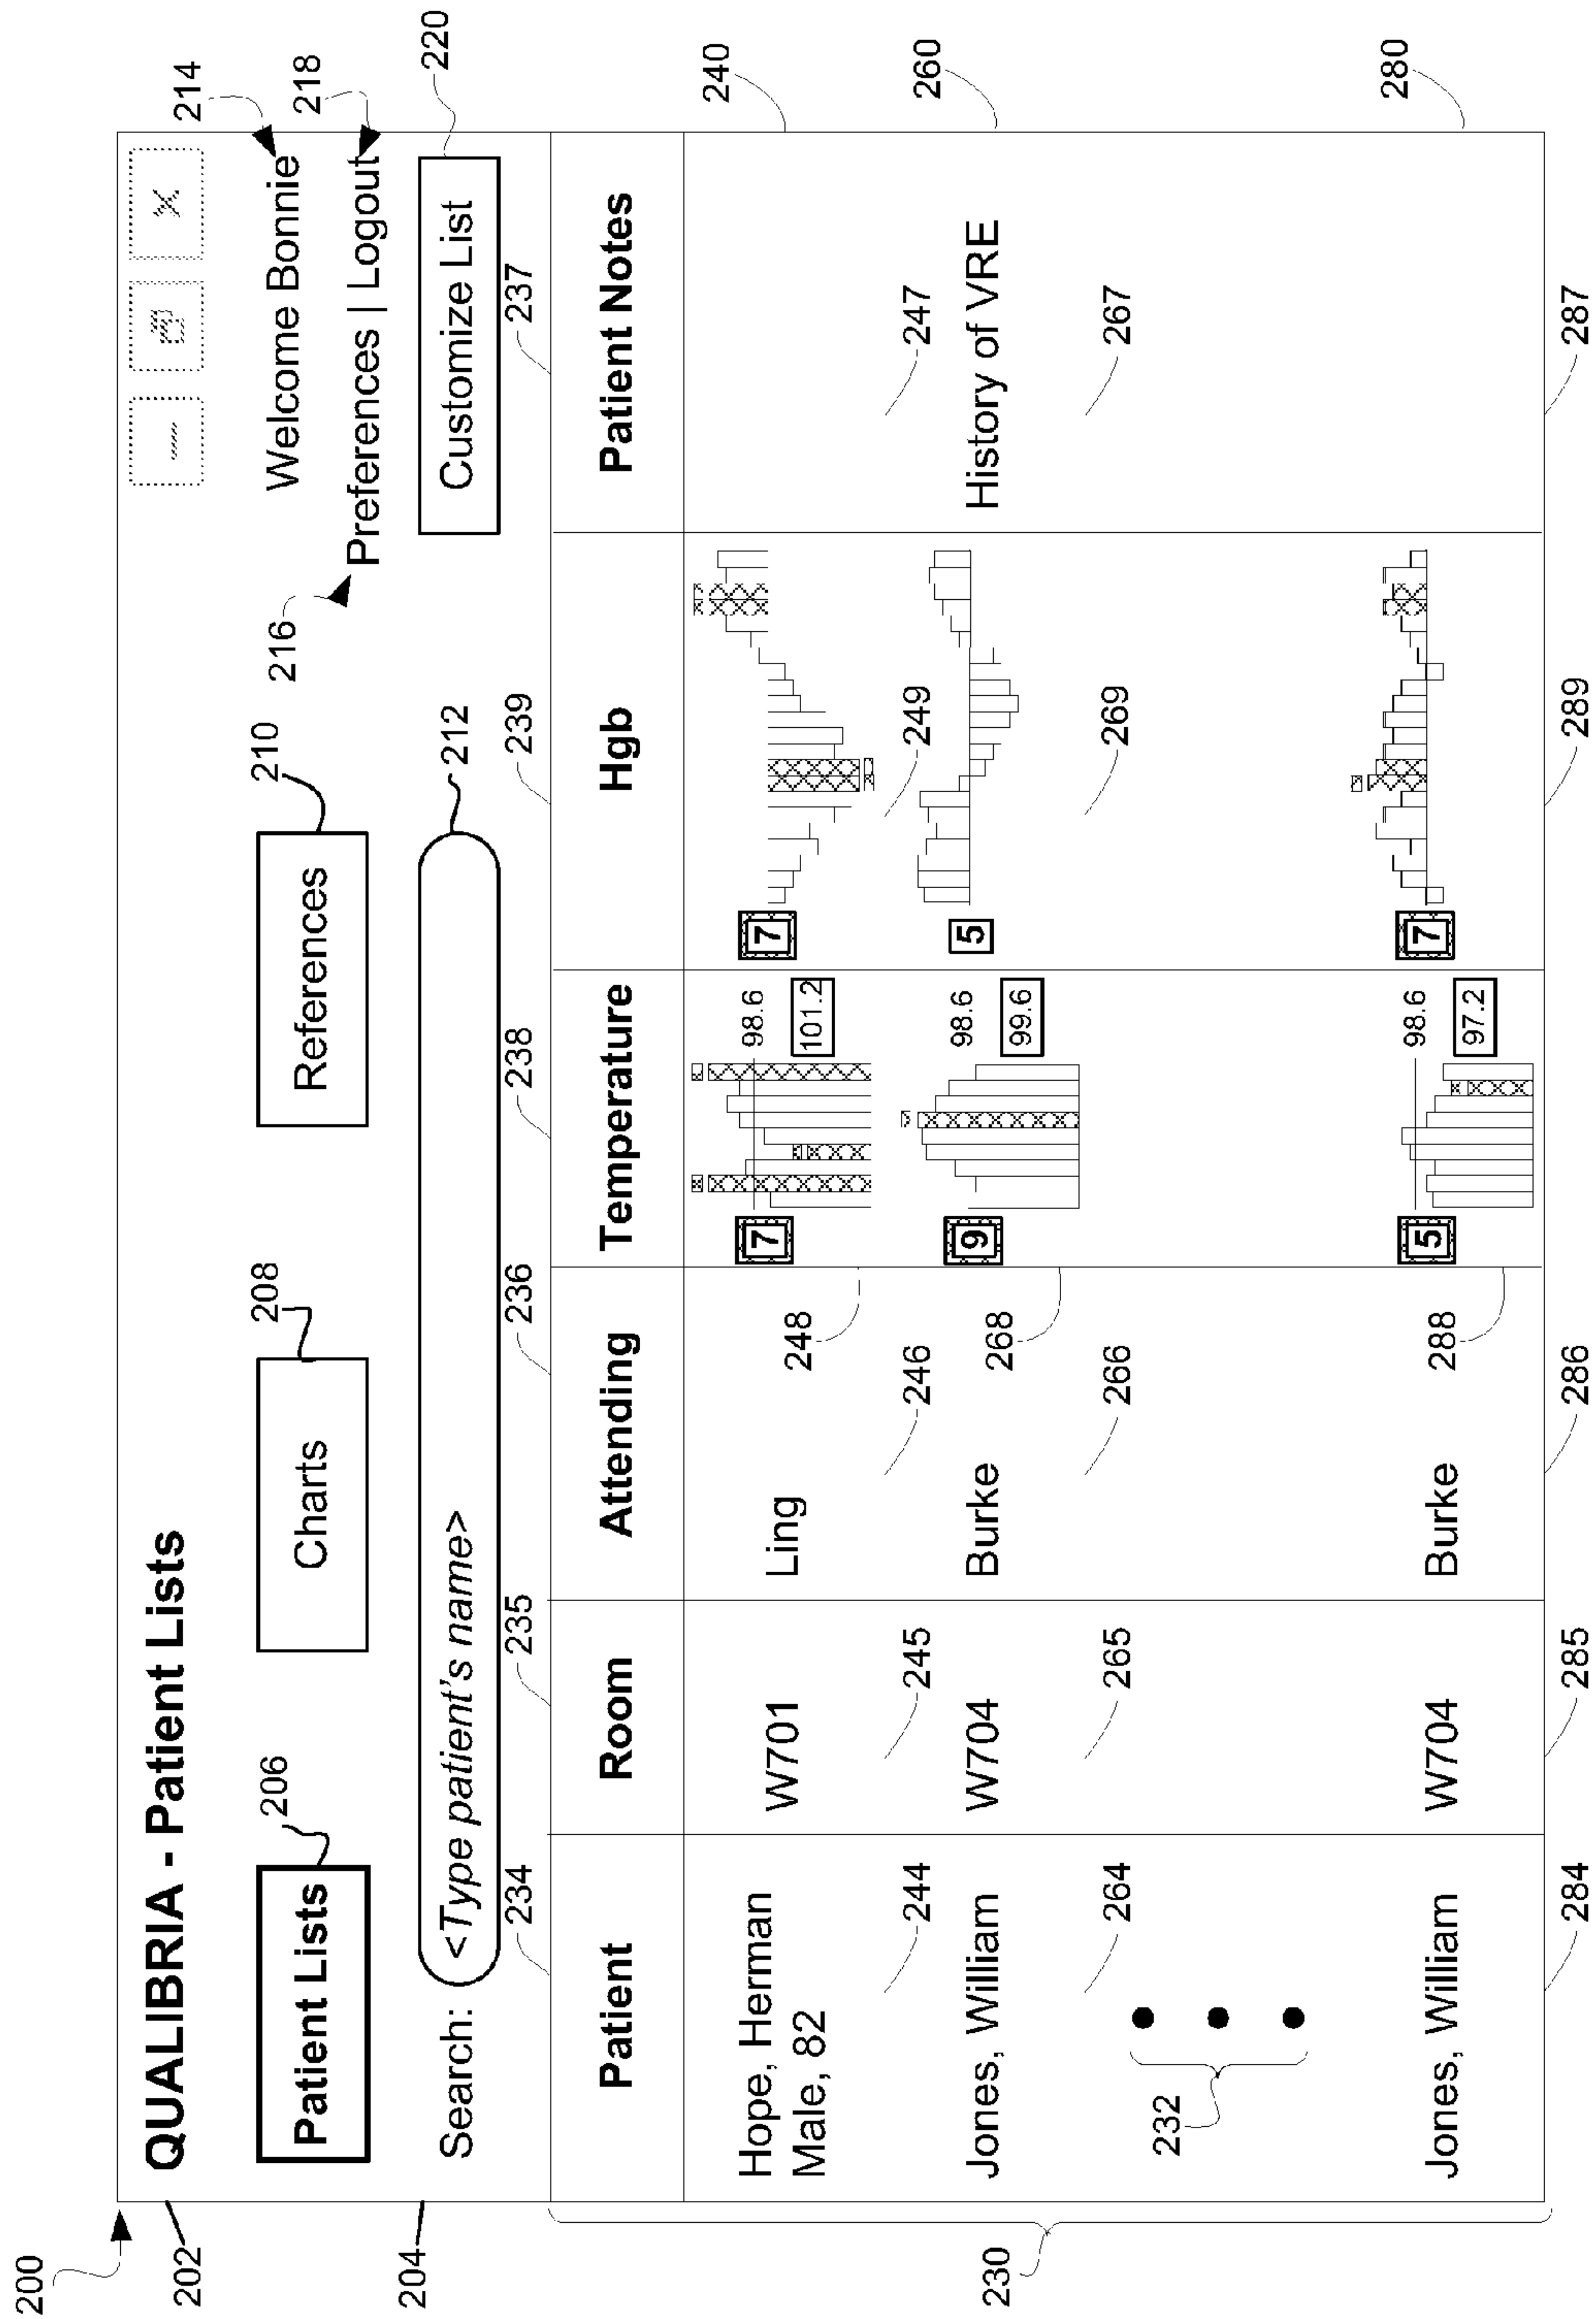 200
202
QUALIBRIA - Patient Lists
204
Patient Lists
206
Charts
208
References
210
Welcome Bonnie
214
216
Preferences | Logout
218
Search:
<Type patient's name>
212
Customize List
220
234
235
236
238
239
237
Patient
Room
Attending
Temperature
Hgb
Patient Notes
230
Hope, Herman
Male, 82
W701
Ling
7
98.6
101.2
7
240
244
245
246
248
249
247
Jones, William
W704
Burke
9
98.6
99.6
5
History of VRE
260
264
265
266
268
269
267
232
Jones, William
W704
Burke
5
98.6
97.2
7
280
284
285
286
288
289
287